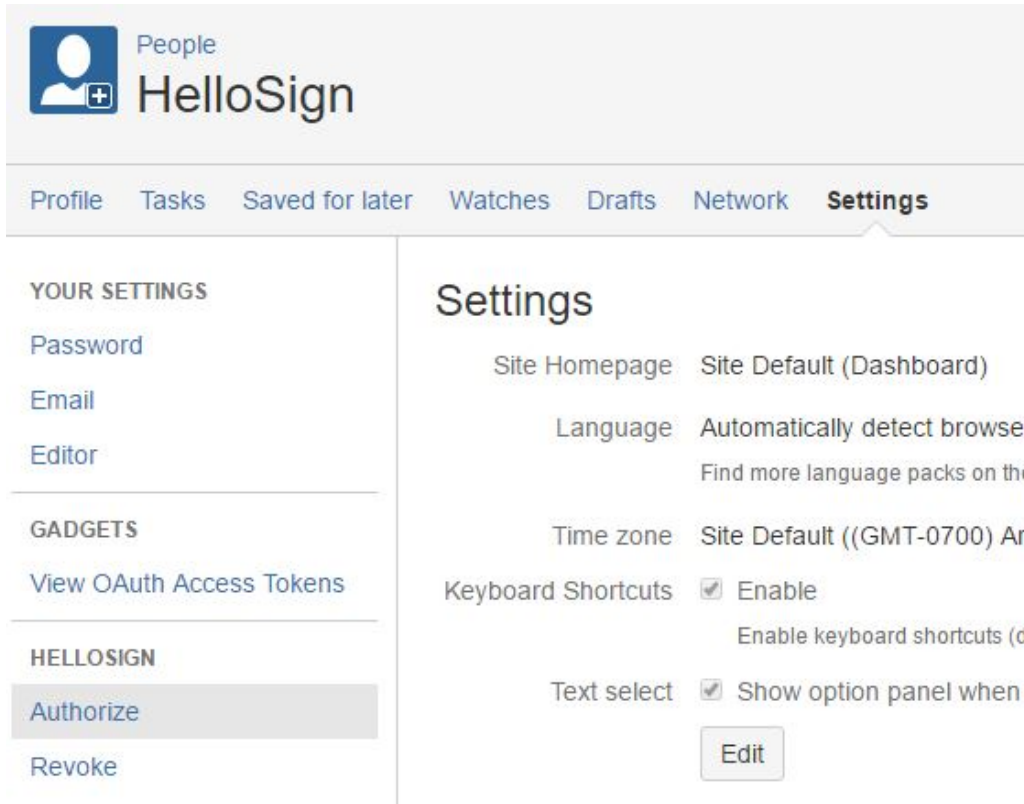 People
HelloSign
Profile Tasks Saved for later Watches Drafts Network Settings
YOUR SETTINGS
Password
Email
Editor
GADGETS
View OAuth Access Tokens
HELLOSIGN
Authorize
Revoke
Settings
Site Homepage Site Default (Dashboard)
Language Automatically detect browse
Find more language packs on the
Time zone Site Default ((GMT-0700)
Keyboard Shortcuts Enable
Enable keyboard shortcuts
Text select Show option panel when
Edit